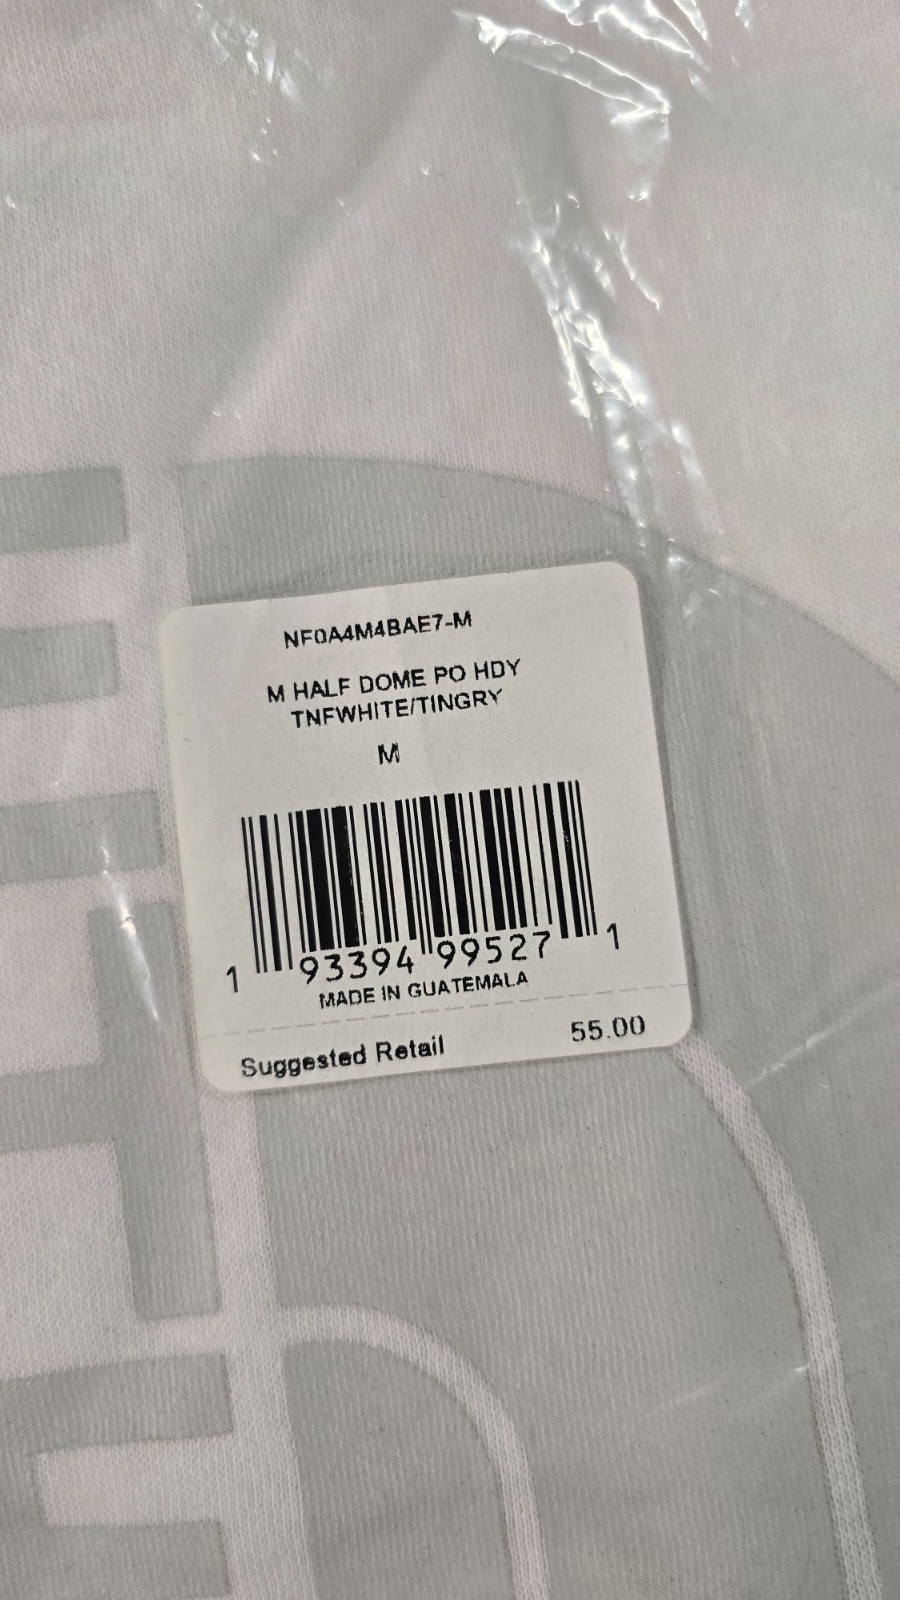 NF0A4M4BAE7-M
M HALF DOME PO HDY
TNFWHITE/TINGRY
M
1 93394 99527 1
MADE IN GUATEMALA
Suggested Retail 55.00